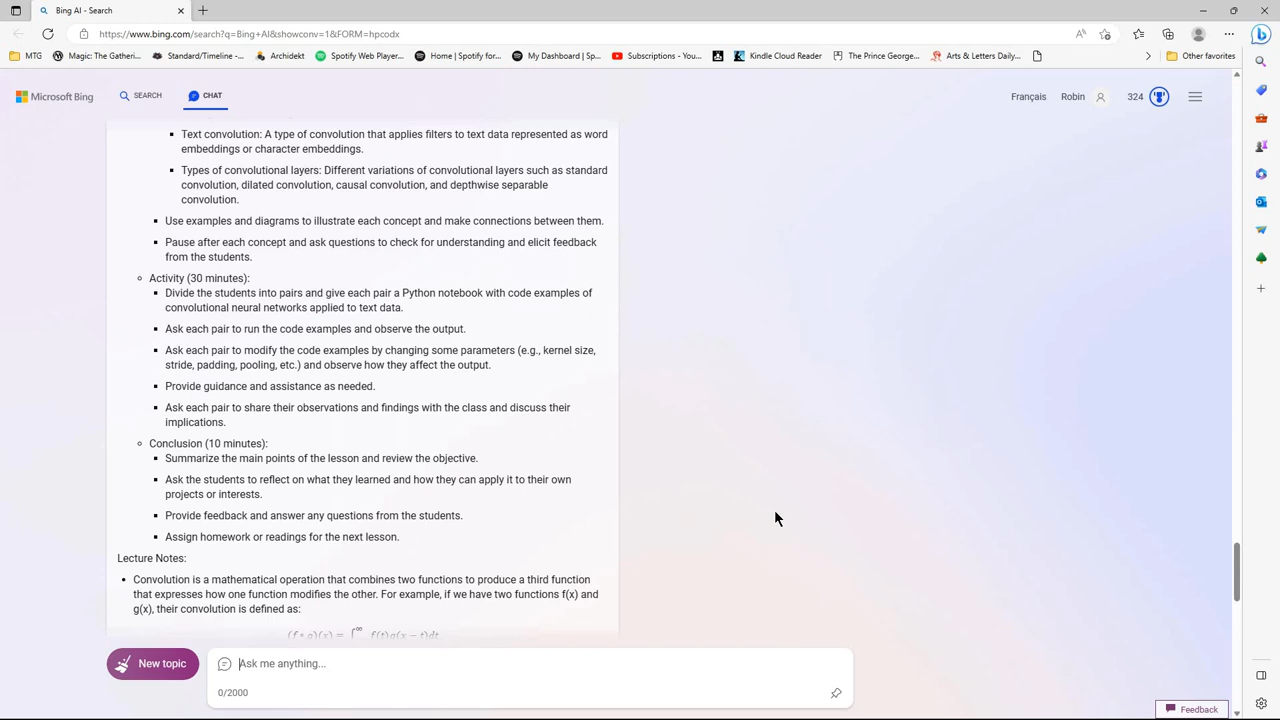 Bing AI - Search
https://www.bing.com/search?q=Bing+AI&showconv=1&FORM=hpcodx
MTG
Magic: The Gatheri...
Standard/Timeline -...
Archidekt
Spotify Web Player...
Home | Spotify for...
My Dashboard | Sp...
Subscriptions - You...
Kindle Cloud Reader
The Prince George...
Arts & Letters Daily...
Other favorites
Microsoft Bing
SEARCH
CHAT
Français
Robin
324
▪ Text convolution: A type of convolution that applies filters to text data represented as word
embeddings or character embeddings.
▪ Types of convolutional layers: Different variations of convolutional layers such as standard
convolution, dilated convolution, causal convolution, and depthwise separable
convolution.
▪ Use examples and diagrams to illustrate each concept and make connections between them.
▪ Pause after each concept and ask questions to check for understanding and elicit feedback
from the students.
◦ Activity (30 minutes):
▪ Divide the students into pairs and give each pair a Python notebook with code examples of
convolutional neural networks applied to text data.
▪ Ask each pair to run the code examples and observe the output.
▪ Ask each pair to modify the code examples by changing some parameters (e.g., kernel size,
stride, padding, pooling, etc.) and observe how they affect the output.
▪ Provide guidance and assistance as needed.
▪ Ask each pair to share their observations and findings with the class and discuss their
implications.
◦ Conclusion (10 minutes):
▪ Summarize the main points of the lesson and review the objective.
▪ Ask the students to reflect on what they learned and how they can apply it to their own
projects or interests.
▪ Provide feedback and answer any questions from the students.
▪ Assign homework or readings for the next lesson.
Lecture Notes:
• Convolution is a mathematical operation that combines two functions to produce a third function
that expresses how one function modifies the other. For example, if we have two functions f(x) and
g(x), their convolution is defined as:
(f * g)(x) = ∫^∞ f(t)g(x − t)dt
New topic
Ask me anything...
0/2000
Feedback